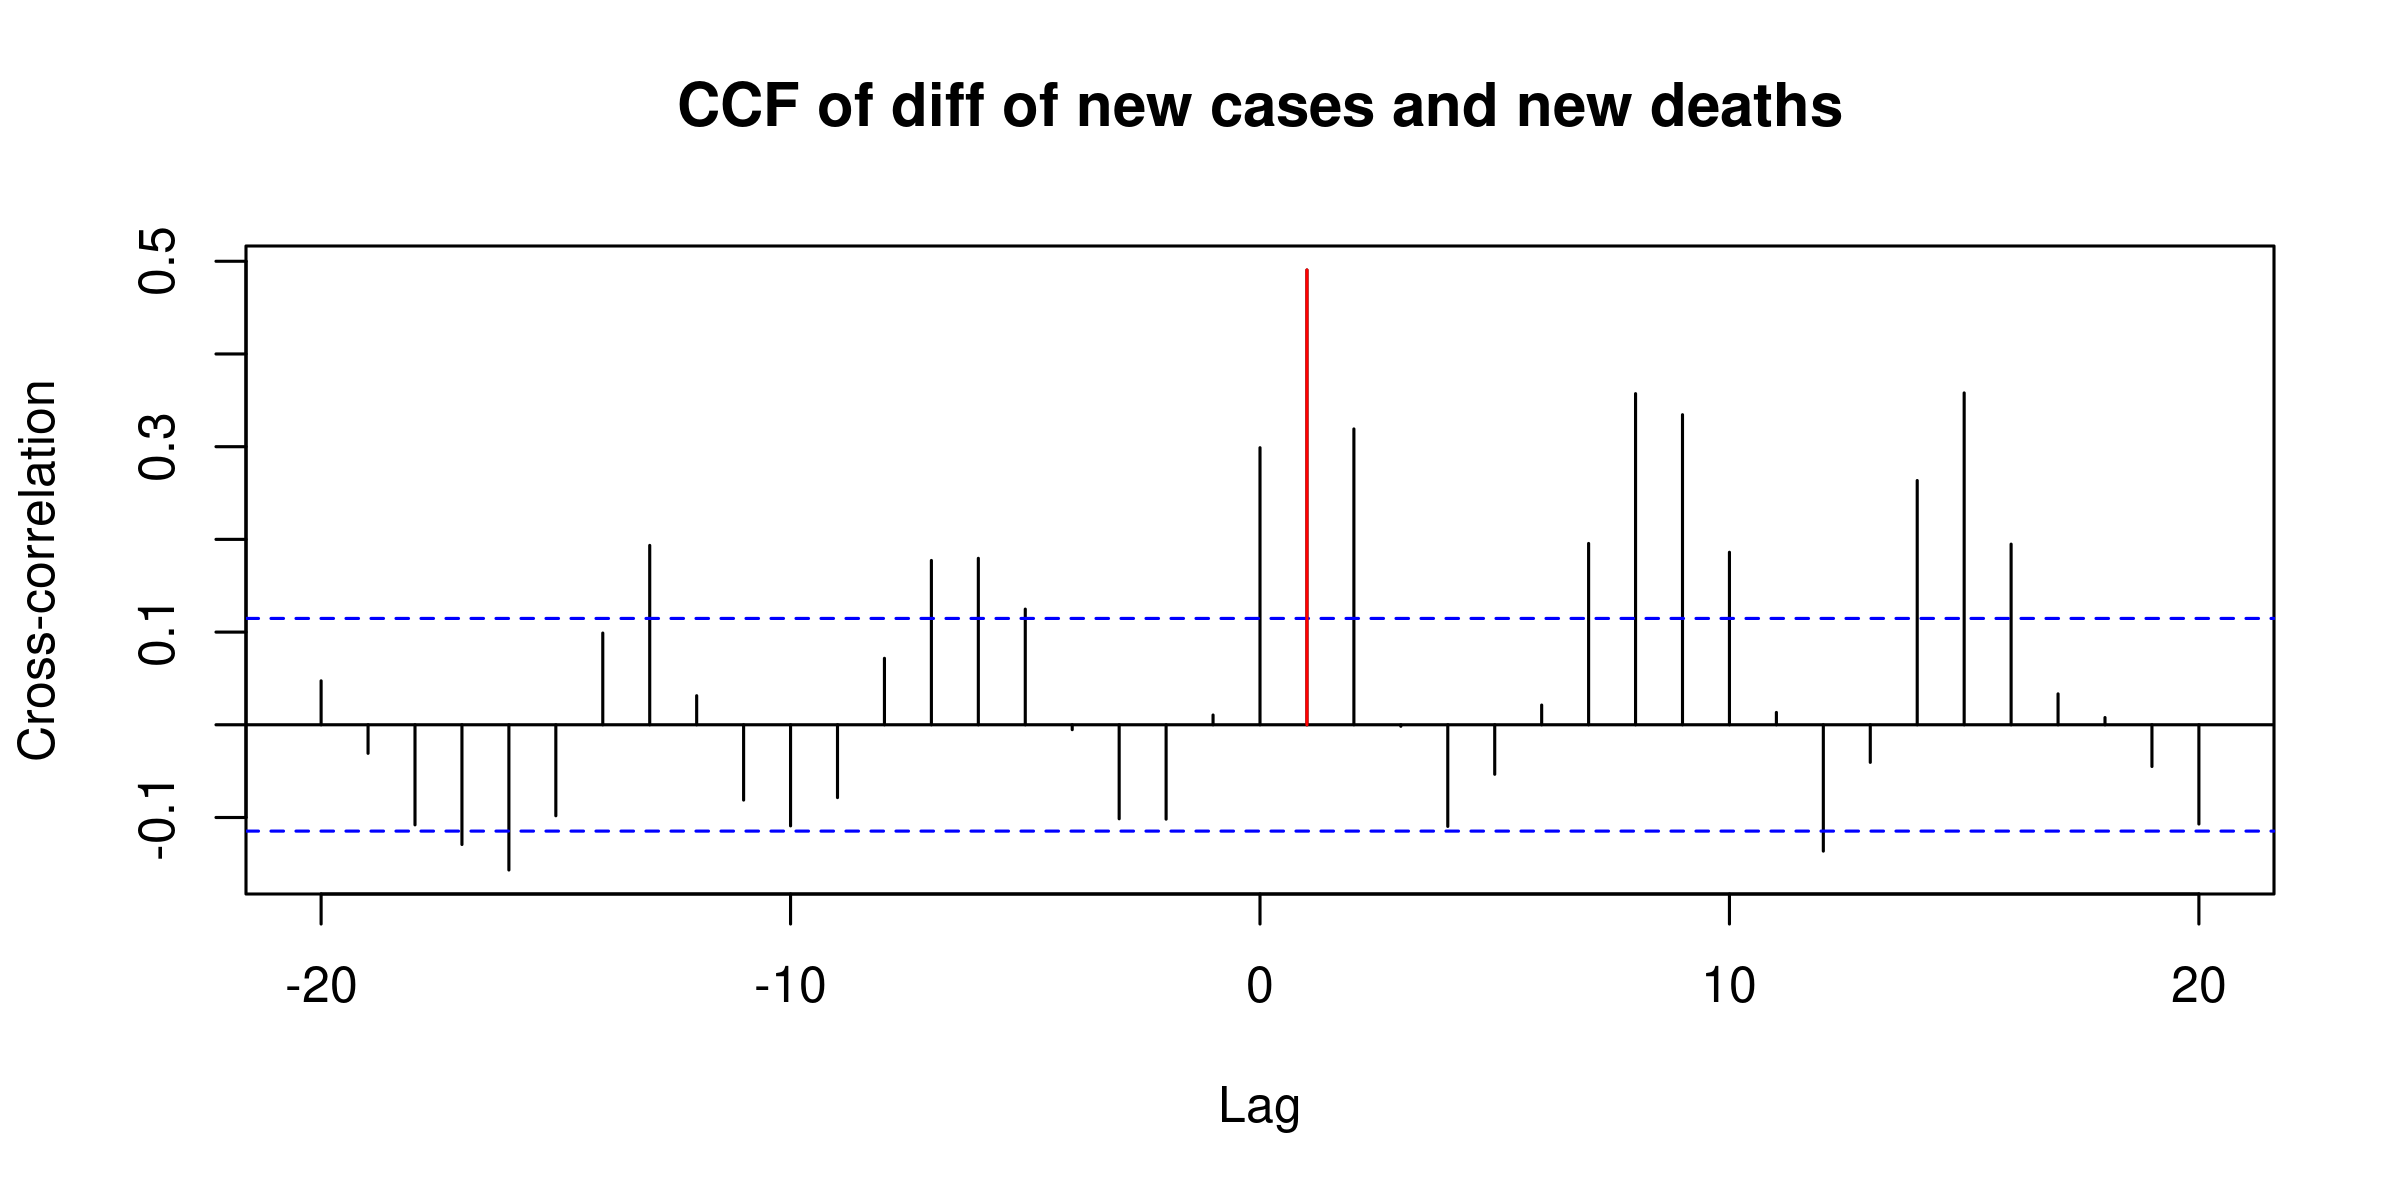 CCF of diff of new cases and new deaths
Cross-correlation
0.5
0.3
0.1
-0.1
-20 -10 0 10 20
Lag